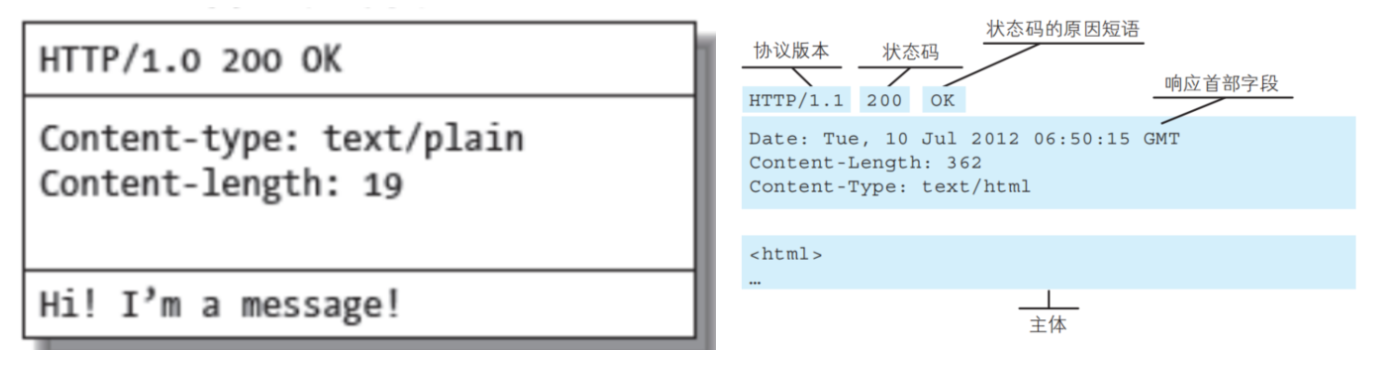 HTTP/1.0 200 OK
Content-type: text/plain
Content-length: 19
Hi! I’m a message!
状态码的原因短语
协议版本 状态码
响应首部字段
HTTP/1.1 200 OK
Date: Tue, 10 Jul 2012 06:50:15 GMT
Content-Length: 362
Content-Type: text/html
<html>
…
主体